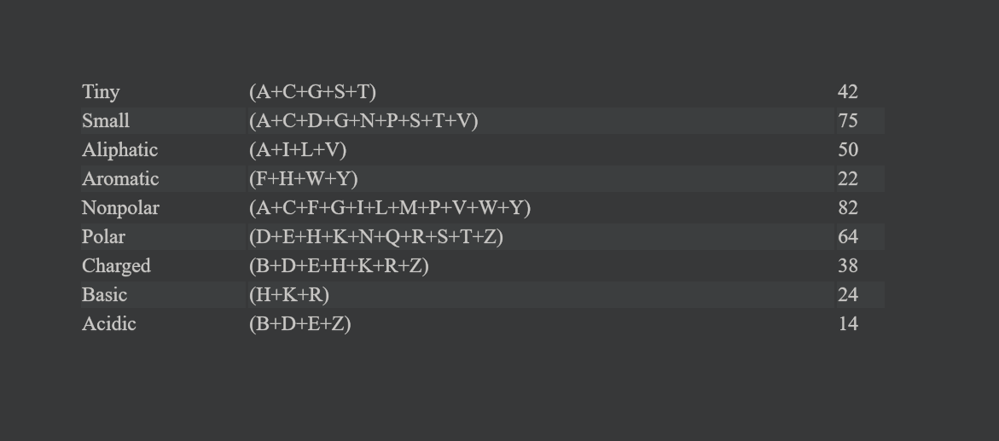 Tiny (A+C+G+S+T) 42
Small (A+C+D+G+N+P+S+T+V) 75
Aliphatic (A+I+L+V) 50
Aromatic (F+H+W+Y) 22
Nonpolar (A+C+F+G+I+L+M+P+V+W+Y) 82
Polar (D+E+H+K+N+Q+R+S+T+Z) 64
Charged (B+D+E+H+K+R+Z) 38
Basic (H+K+R) 24
Acidic (B+D+E+Z) 14